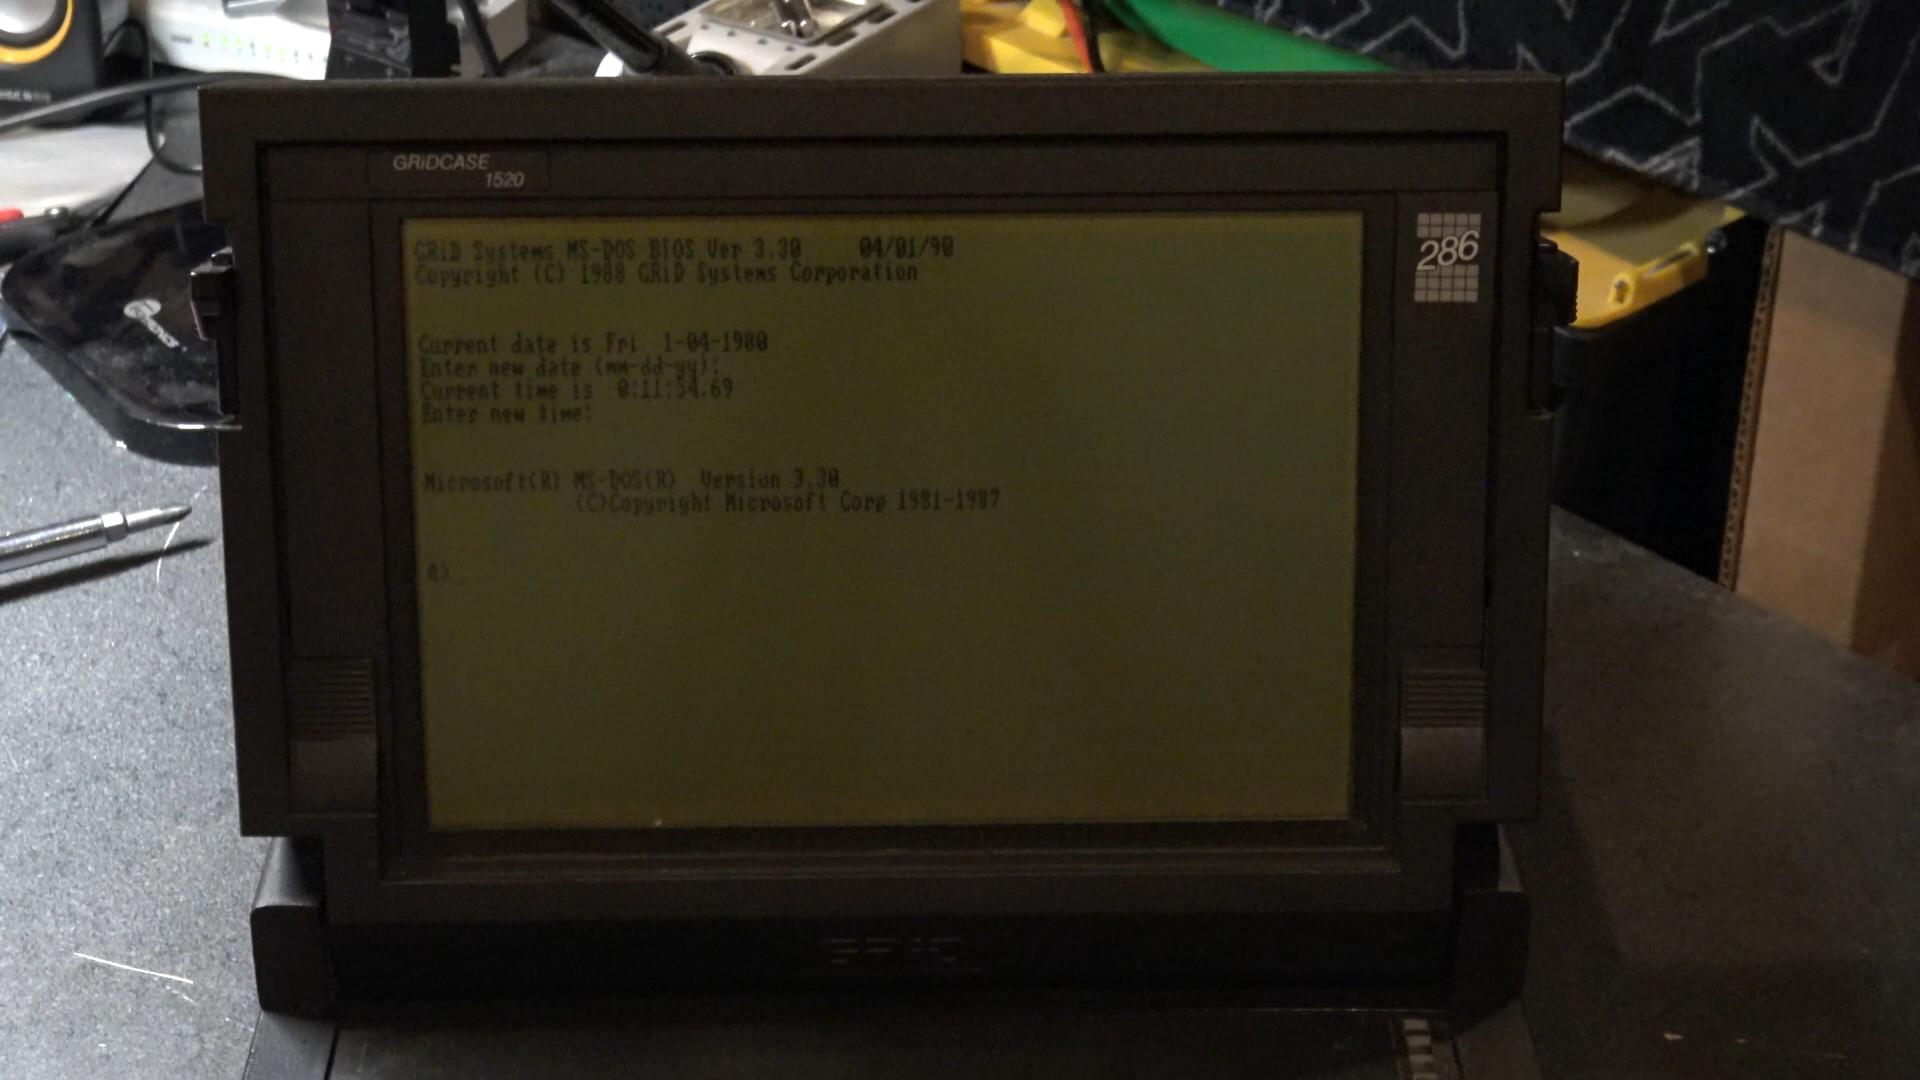 GRiDCASE
1520
286
GRiD Systems MS-DOS BIOS Ver 3.30     04/01/90
Copyright (C) 1988 GRiD Systems Corporation
Current date is Fri  1-04-1980
Enter new date (mm-dd-yy):
Current time is  0:11:54.69
Enter new time:
Microsoft(R) MS-DOS(R)  Version 3.30
(C)Copyright Microsoft Corp 1981-1987
A>
GRiD